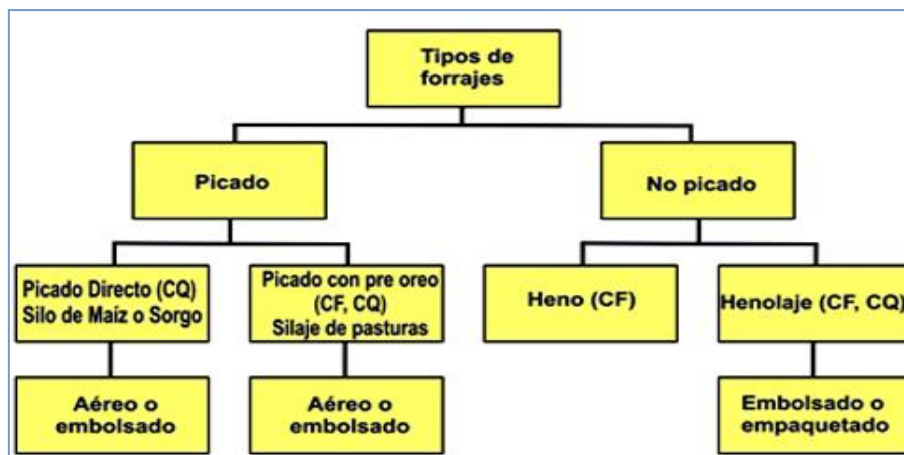 Tipos de
forrajes
Picado
No picado
Picado Directo (CQ)
Silo de Maíz o Sorgo
Picado con pre oreo
(CF, CQ)
Silaje de pasturas
Heno (CF)
Henolaje (CF, CQ)
Aéreo o
embolsado
Aéreo o
embolsado
Embolsado o
empaquetado